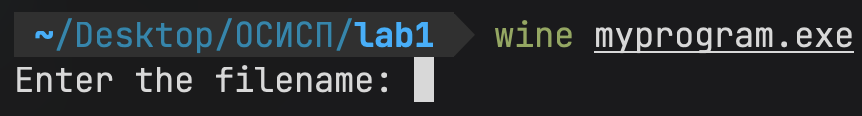 ~/Desktop/ОСИСП/lab1 wine myprogram.exe
Enter the filename: